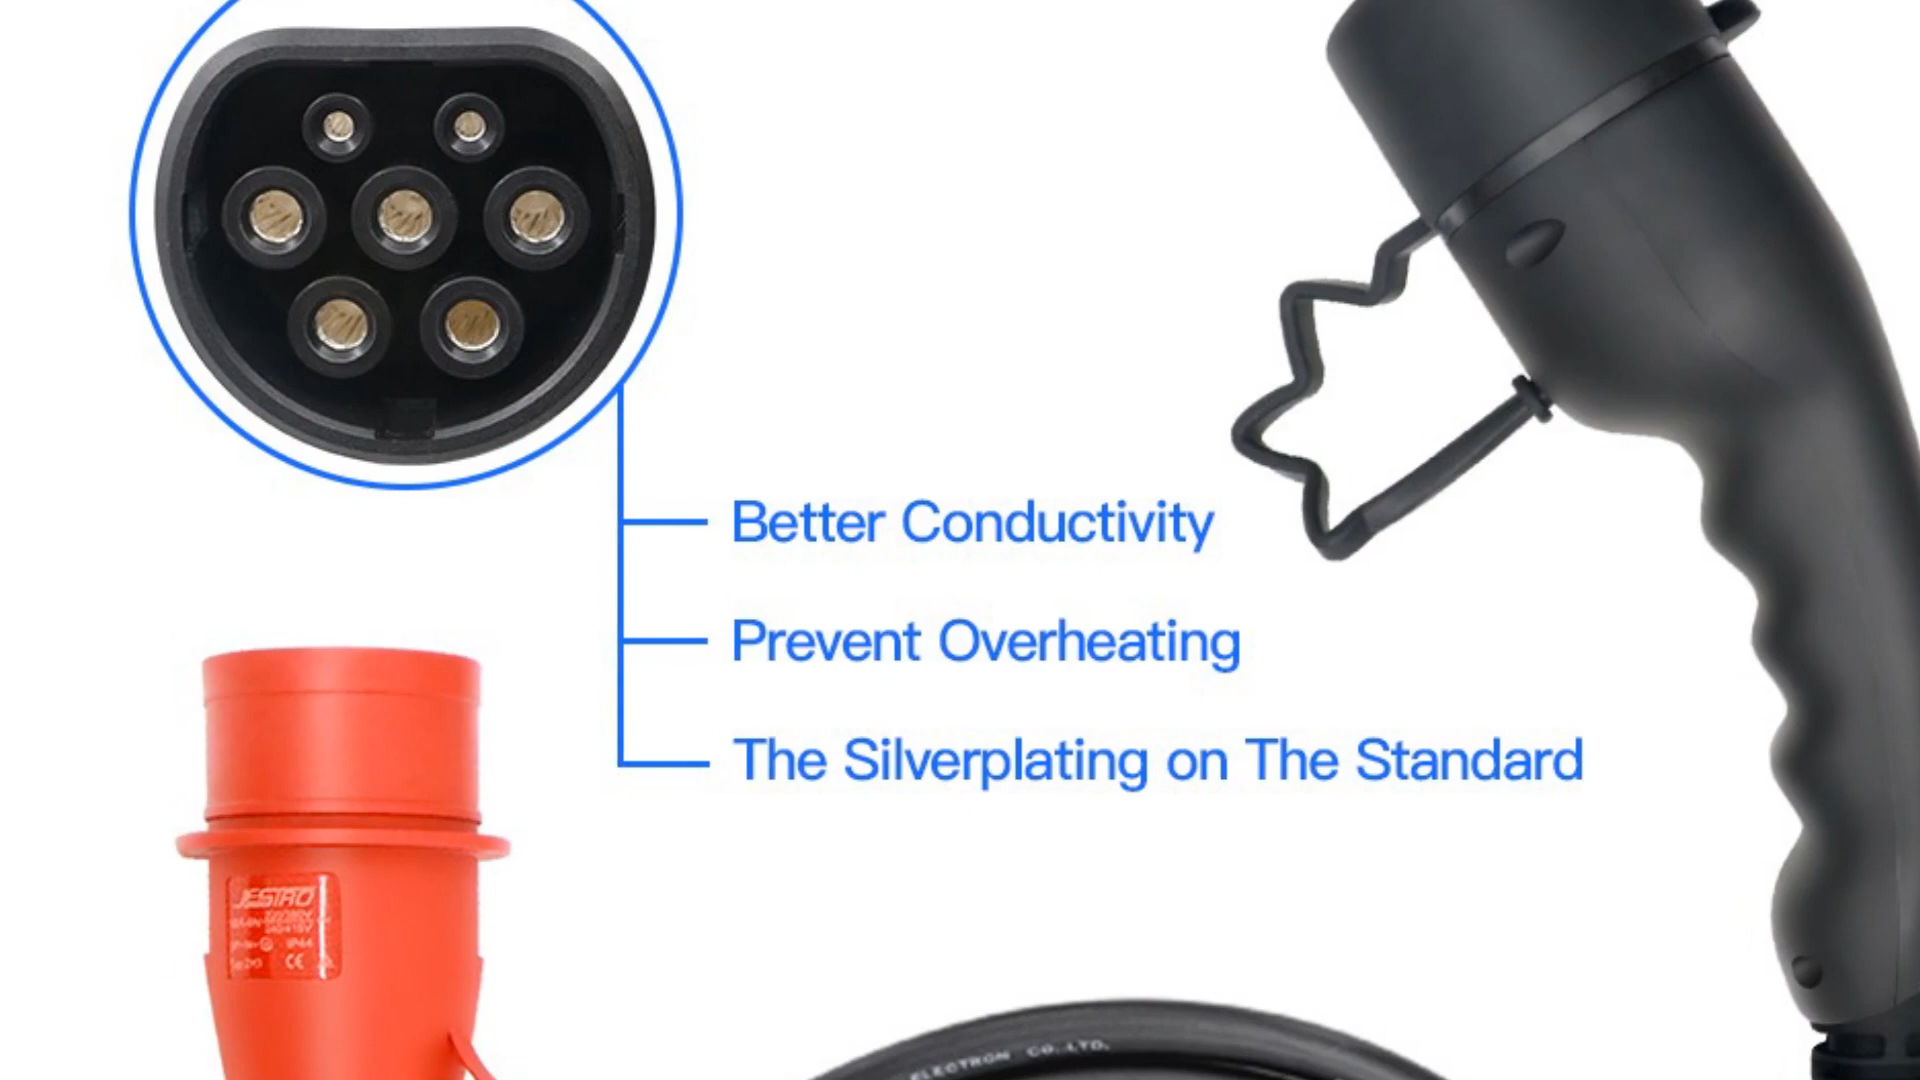 Better Conductivity
Prevent Overheating
The Silverplating on The Standard
JESTRO
IP44
CE
ELECTRON CO.,LTD.